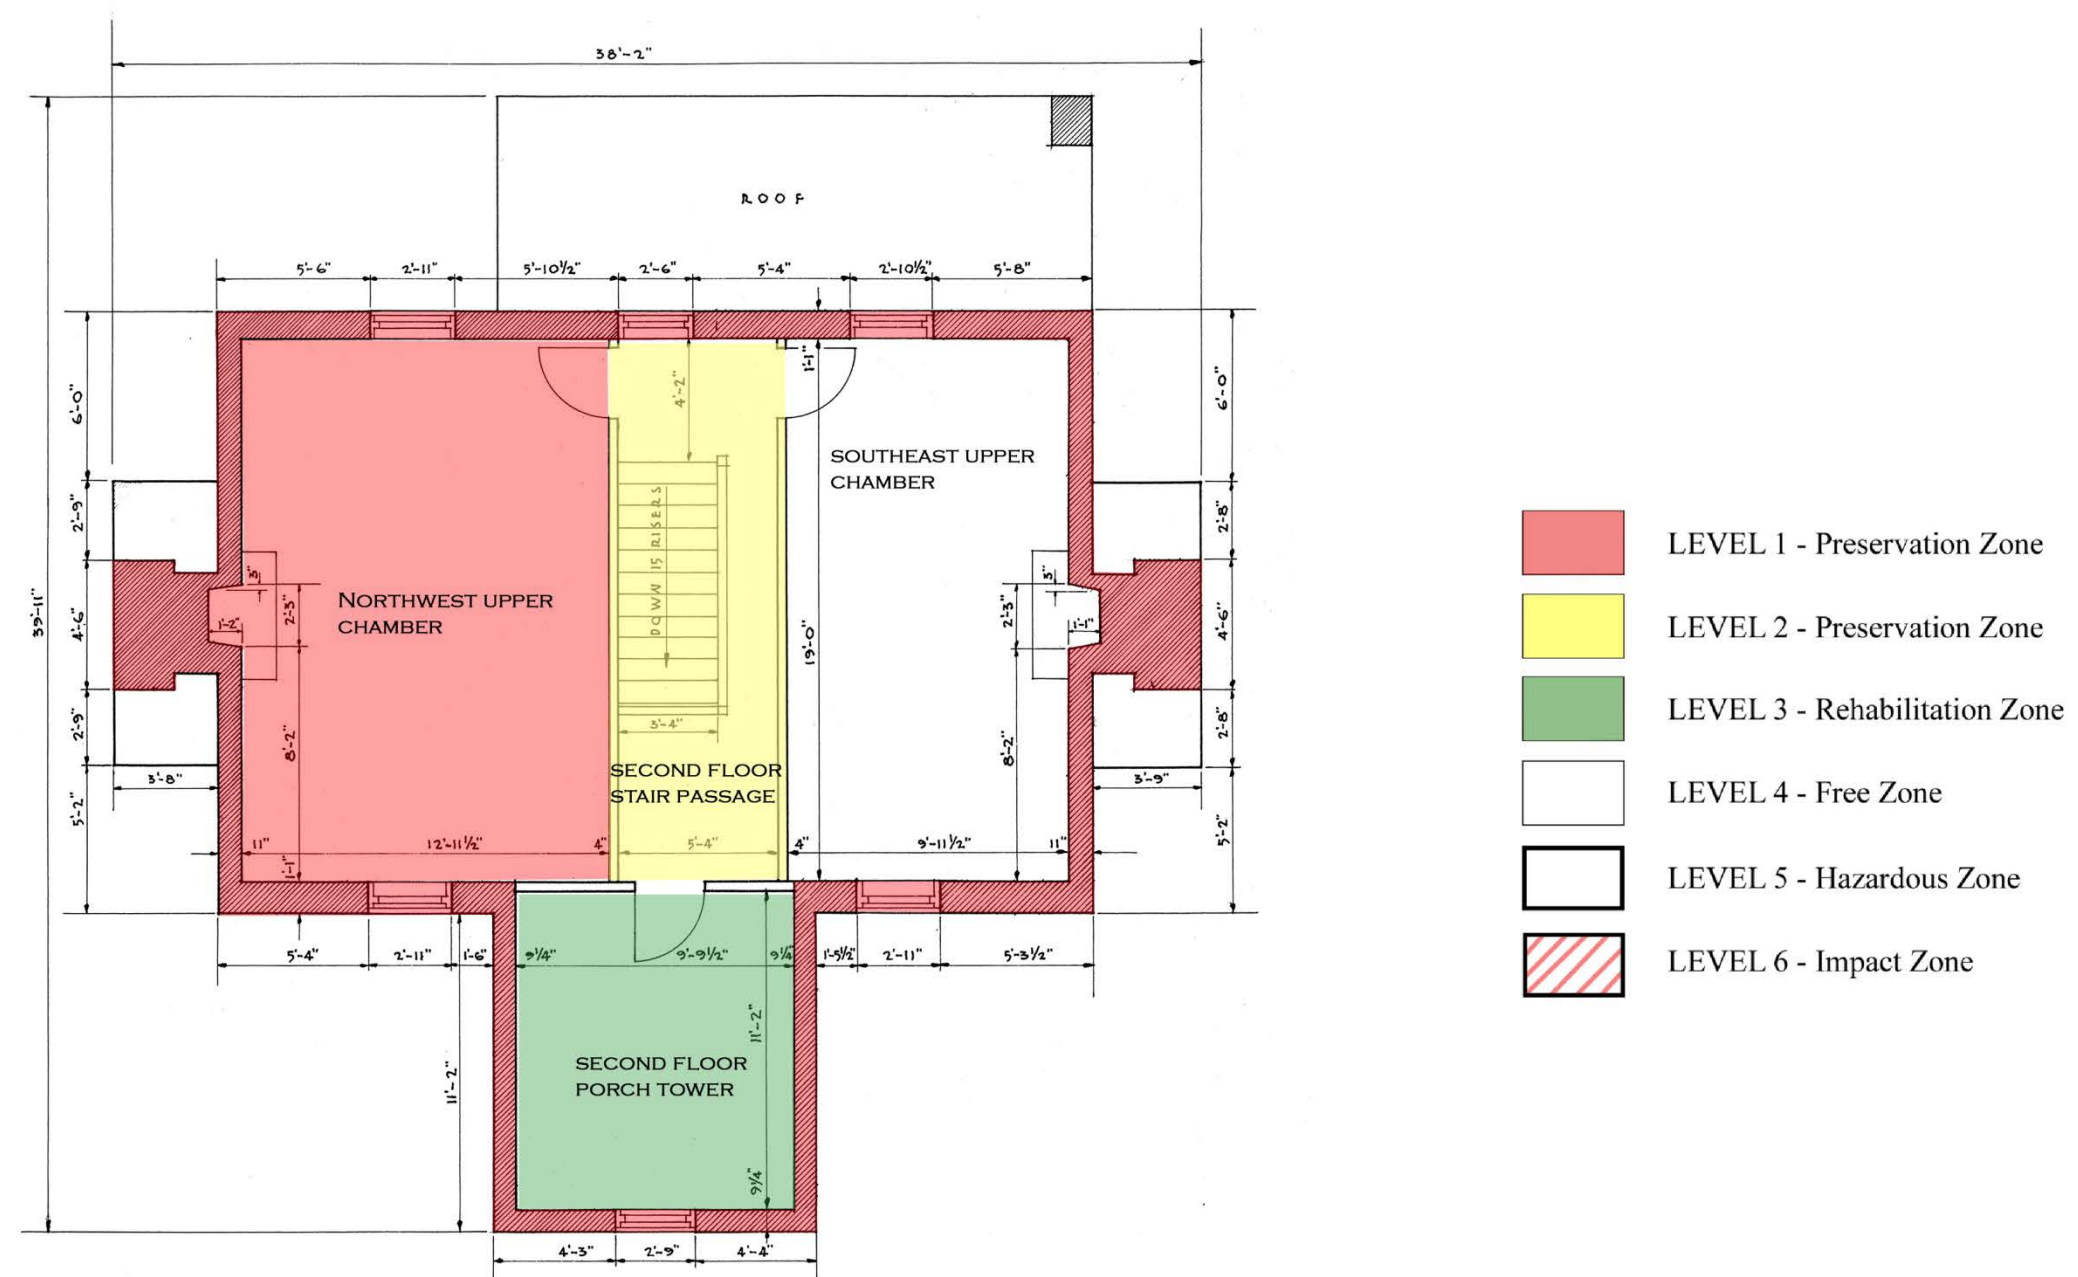 38'-2"
ROOF
5'-6" 2'-11" 5'-10½" 2'-6" 5'-4" 2'-10½" 5'-8"
39'-11"
6'-0"
2'-9"
4'-6"
2'-9"
5'-2"
3'-8"
4'-2"
1'-1"
6'-0"
2'-8"
4'-6"
2'-8"
5'-2"
3'-9"
SOUTHEAST UPPER
CHAMBER
DOWN 15 RISERS
NORTHWEST UPPER
CHAMBER
3"
1'-2"
2'-3"
8'-2"
1'-1"
3"
1'-1"
2'-3"
8'-2"
19'-0"
3'-4"
SECOND FLOOR
STAIR PASSAGE
11" 12'-11½" 4" 5'-4" 4" 9'-11½" 11"
5'-4" 2'-11" 1'-6" 9¼" 9'-9½" 9¼" 1'-5½" 2'-11" 5'-3½"
11'-2"
11'-2"
SECOND FLOOR
PORCH TOWER
9¼"
4'-3" 2'-9" 4'-4"
LEVEL 1 - Preservation Zone
LEVEL 2 - Preservation Zone
LEVEL 3 - Rehabilitation Zone
LEVEL 4 - Free Zone
LEVEL 5 - Hazardous Zone
LEVEL 6 - Impact Zone